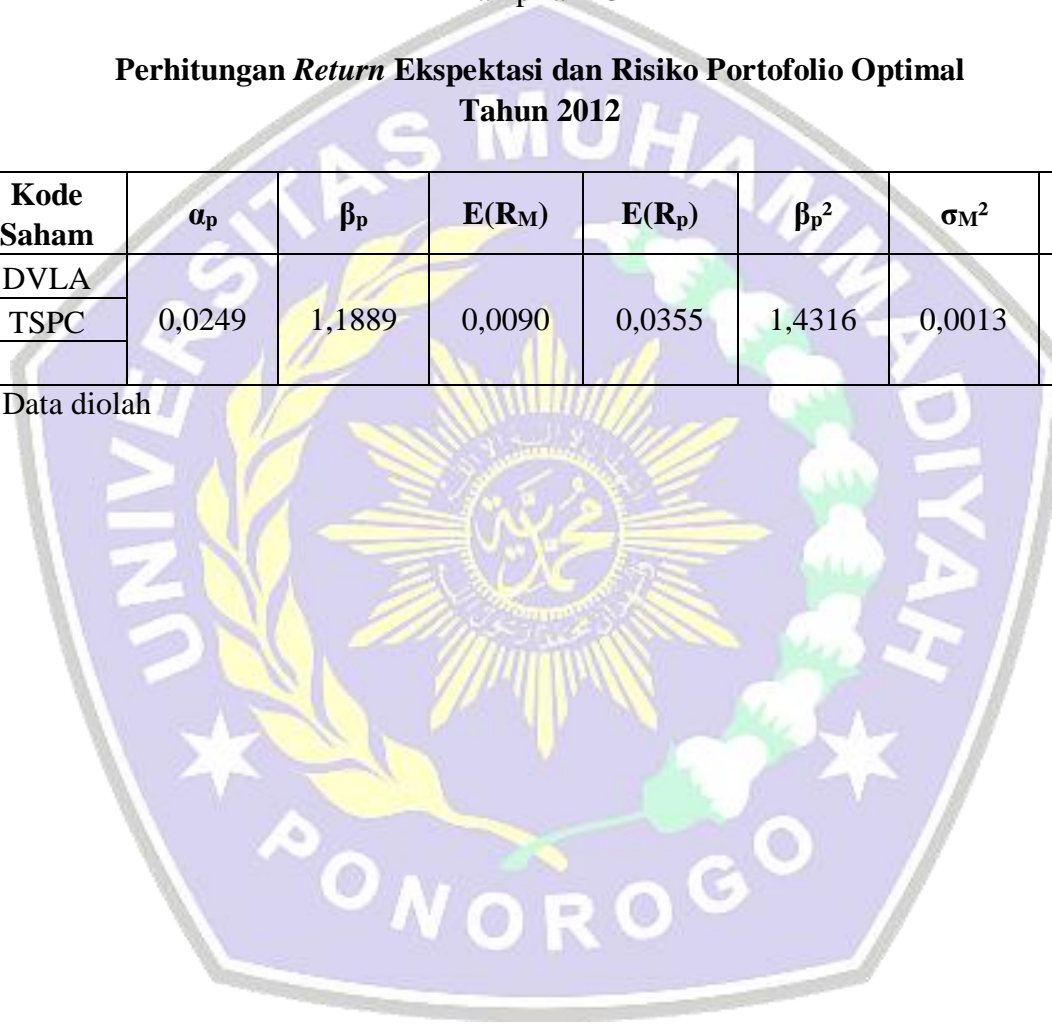 Perhitungan Return Ekspektasi dan Risiko Portofolio Optimal
Tahun 2012
Kode Saham αp βp E(RM) E(Rp) βp² σM²
DVLA
TSPC 0,0249 1,1889 0,0090 0,0355 1,4316 0,0013
Data diolah
UNIVERSITAS MUHAMMADIYAH
PONOROGO